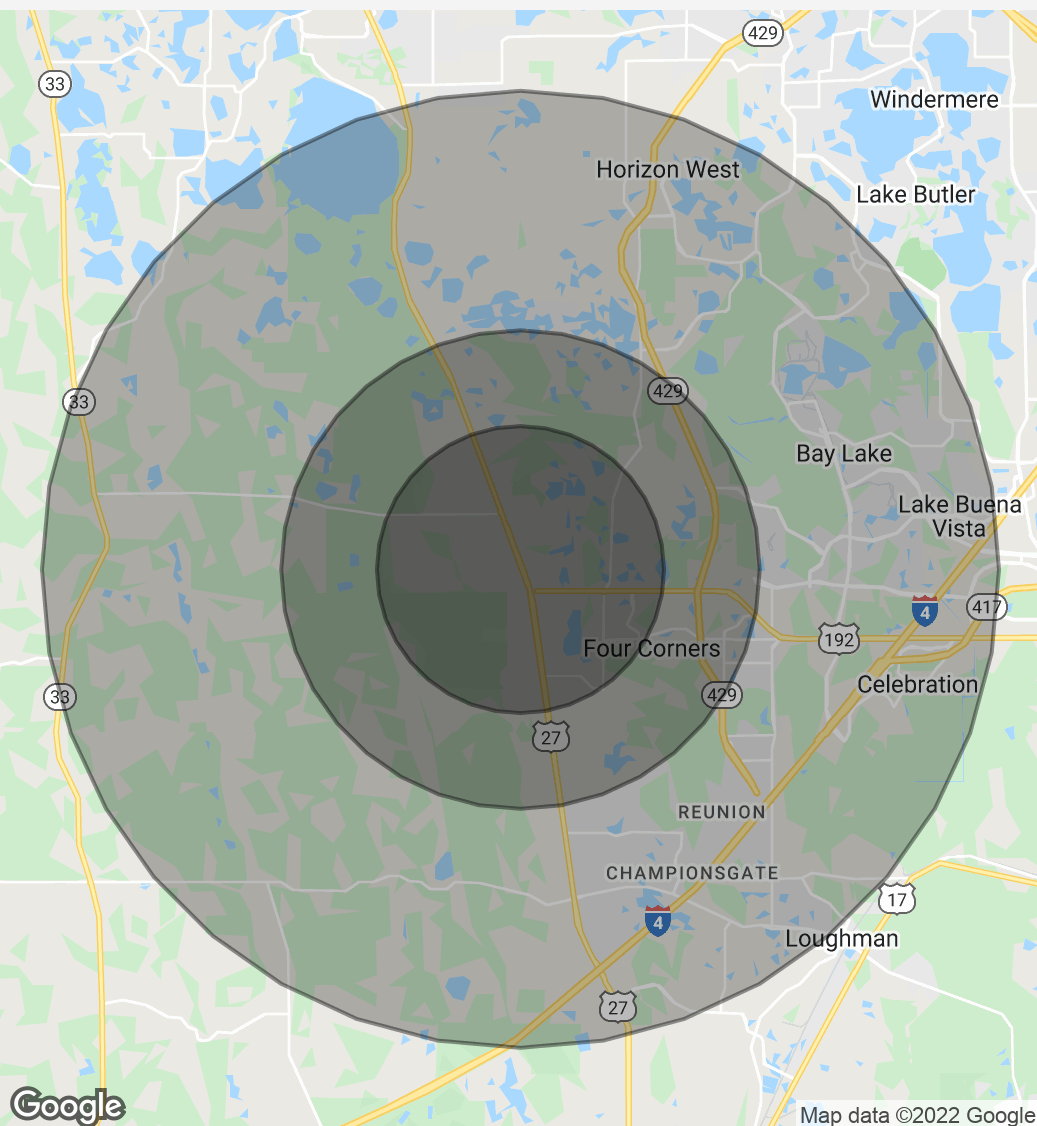 429
33
Windermere
Horizon West
Lake Butler
429
33
Bay Lake
Lake Buena
Vista
4
417
192
Four Corners
Celebration
33
429
27
REUNION
CHAMPIONSGATE
17
4
Loughman
27
Google
Map data ©2022 Google